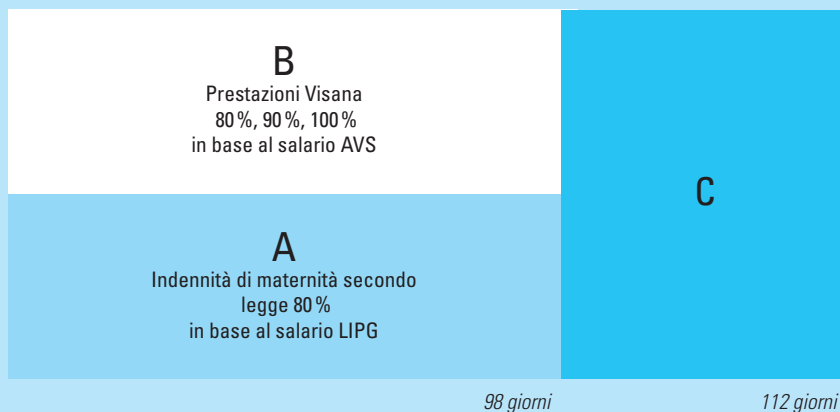 B
Prestazioni Visana
80 %, 90 %, 100 %
in base al salario AVS
A
Indennità di maternità secondo
legge 80 %
in base al salario LIPG
C
98 giorni
112 giorni